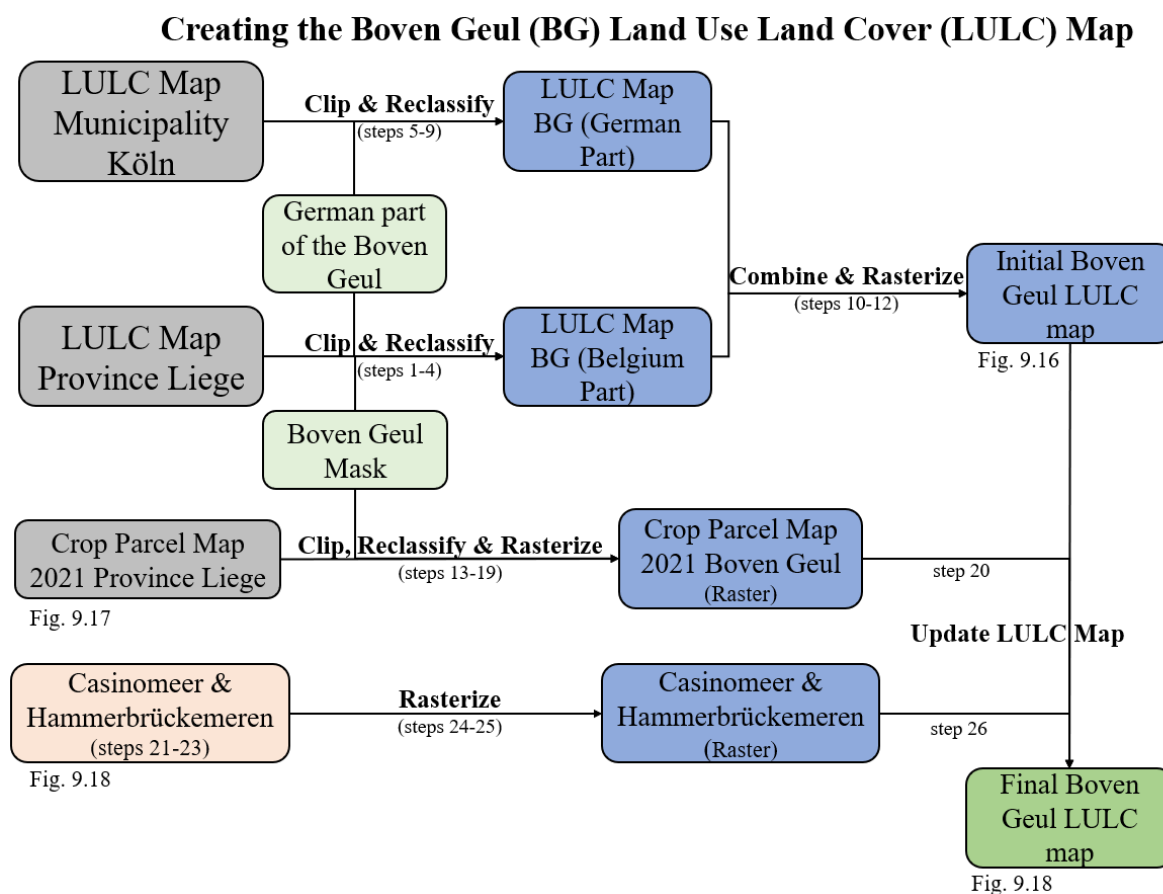 Creating the Boven Geul (BG) Land Use Land Cover (LULC) Map
LULC Map
Municipality
Köln
Clip & Reclassify
(steps 5-9)
LULC Map
BG (German
Part)
German part
of the Boven
Geul
Combine & Rasterize
(steps 10-12)
Initial Boven
Geul LULC
map
Fig. 9.16
LULC Map
Province Liege
Clip & Reclassify
(steps 1-4)
LULC Map
BG (Belgium
Part)
Boven Geul
Mask
Crop Parcel Map
2021 Province Liege
Fig. 9.17
Clip, Reclassify & Rasterize
(steps 13-19)
Crop Parcel Map
2021 Boven Geul
(Raster)
step 20
Update LULC Map
Casinomeer &
Hammerbrückemeren
(steps 21-23)
Fig. 9.18
Rasterize
(steps 24-25)
Casinomeer &
Hammerbrückemeren
(Raster)
step 26
Final Boven
Geul LULC
map
Fig. 9.18